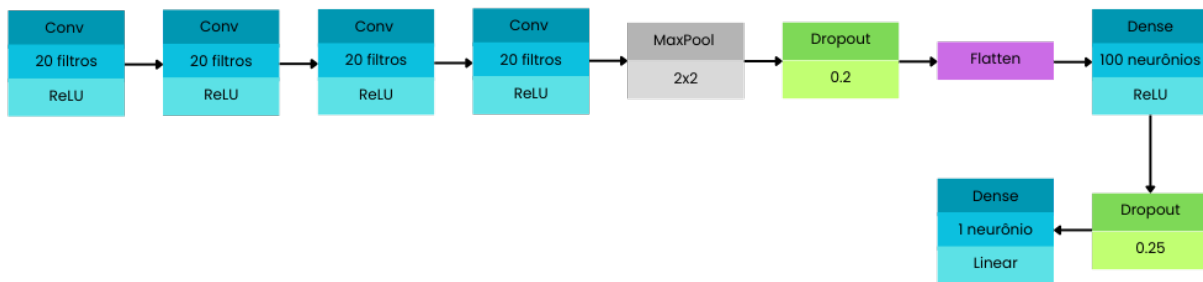 Conv
20 filtros
ReLU
Conv
20 filtros
ReLU
Conv
20 filtros
ReLU
Conv
20 filtros
ReLU
MaxPool
2x2
Dropout
0.2
Flatten
Dense
100 neurônios
ReLU
Dropout
0.25
Dense
1 neurônio
Linear